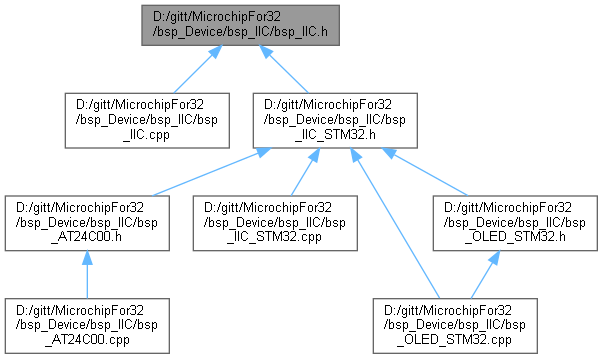 D:/gitt/MicrochipFor32
/bsp_Device/bsp_IIC/bsp_IIC.h
D:/gitt/MicrochipFor32
/bsp_Device/bsp_IIC/bsp
_IIC.cpp
D:/gitt/MicrochipFor32
/bsp_Device/bsp_IIC/bsp
_IIC_STM32.h
D:/gitt/MicrochipFor32
/bsp_Device/bsp_IIC/bsp
_AT24C00.h
D:/gitt/MicrochipFor32
/bsp_Device/bsp_IIC/bsp
_IIC_STM32.cpp
D:/gitt/MicrochipFor32
/bsp_Device/bsp_IIC/bsp
_OLED_STM32.h
D:/gitt/MicrochipFor32
/bsp_Device/bsp_IIC/bsp
_AT24C00.cpp
D:/gitt/MicrochipFor32
/bsp_Device/bsp_IIC/bsp
_OLED_STM32.cpp